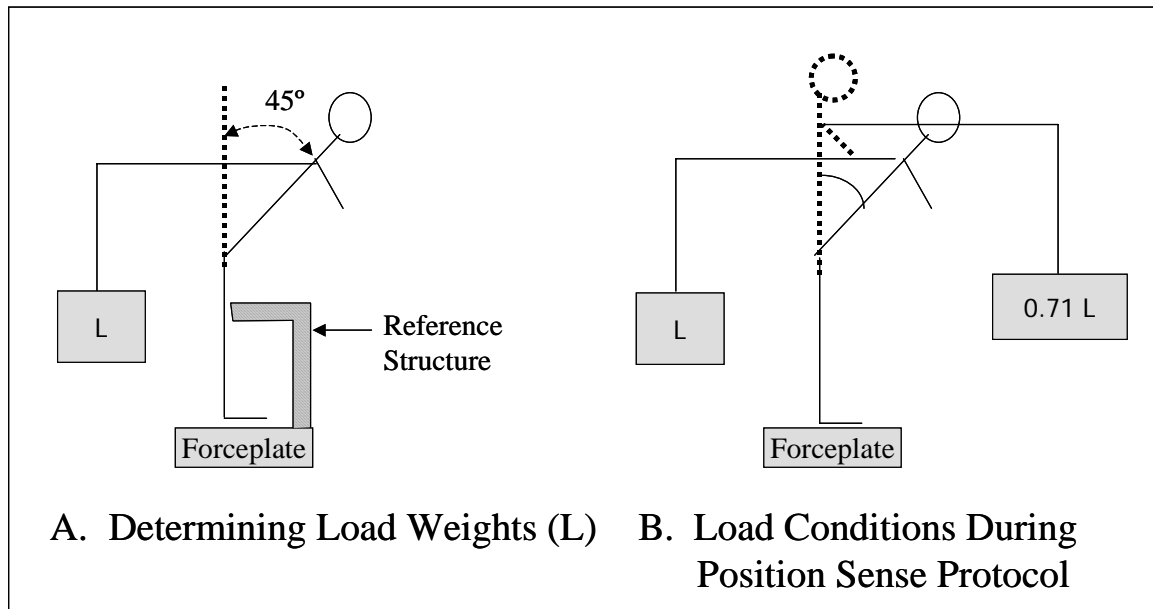 45º
L
Reference
Structure
Forceplate
L
0.71 L
Forceplate
A. Determining Load Weights (L)
B. Load Conditions During
Position Sense Protocol